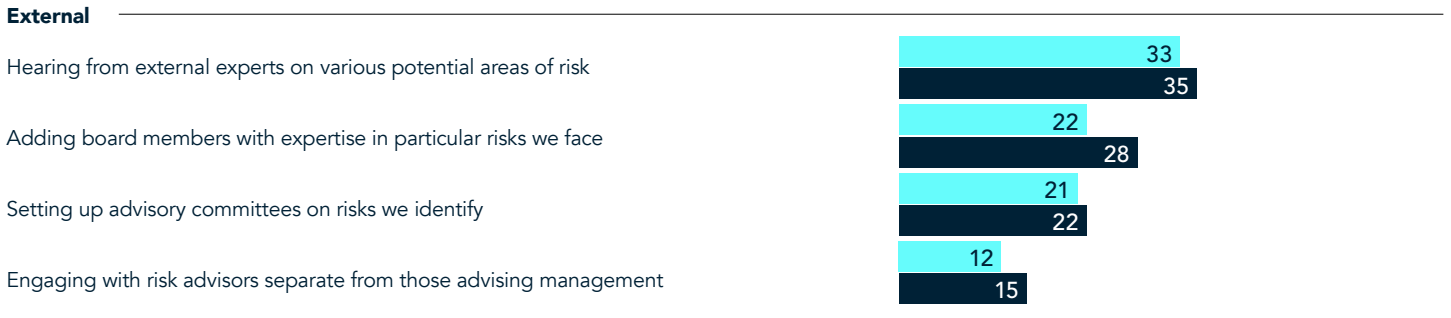 External
Hearing from external experts on various potential areas of risk
33
35
Adding board members with expertise in particular risks we face
22
28
Setting up advisory committees on risks we identify
21
22
Engaging with risk advisors separate from those advising management
12
15